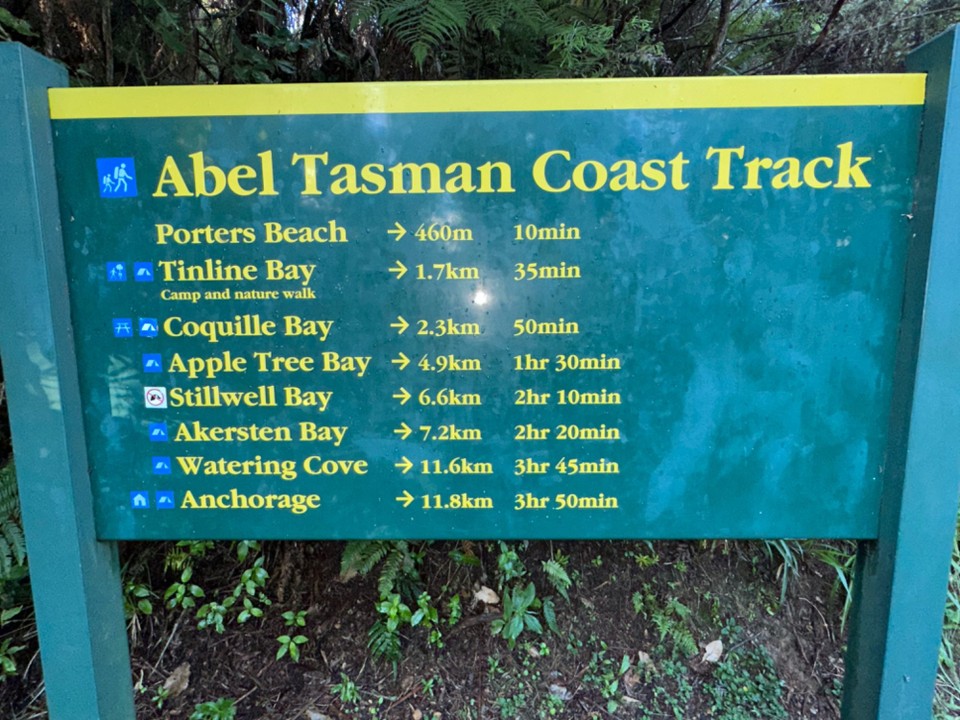 Abel Tasman Coast Track
Porters Beach → 460m 10min
Tinline Bay → 1.7km 35min
Camp and nature walk
Coquille Bay → 2.3km 50min
Apple Tree Bay → 4.9km 1hr 30min
Stillwell Bay → 6.6km 2hr 10min
Akersten Bay → 7.2km 2hr 20min
Watering Cove → 11.6km 3hr 45min
Anchorage → 11.8km 3hr 50min